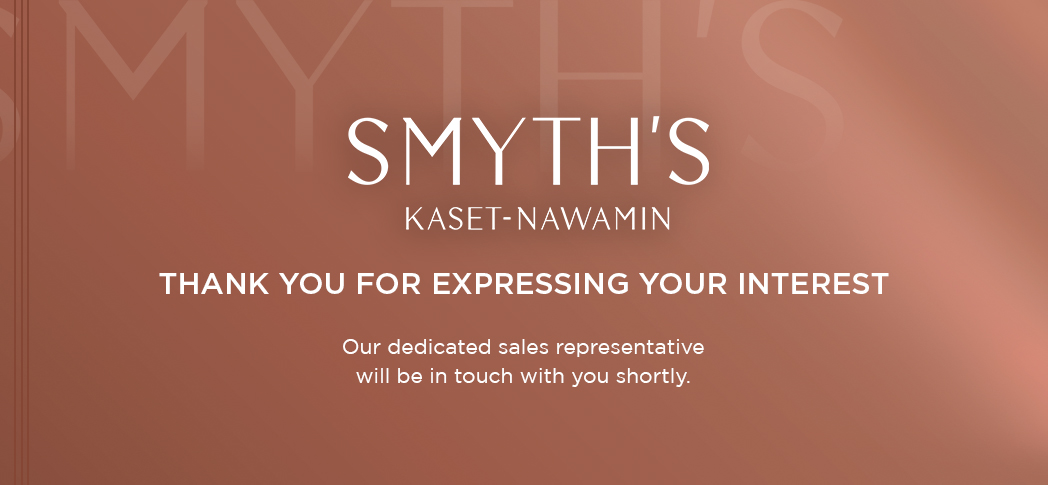 SMYTH'S
SMYTH'S
KASET-NAWAMIN
THANK YOU FOR EXPRESSING YOUR INTEREST
Our dedicated sales representative
will be in touch with you shortly.